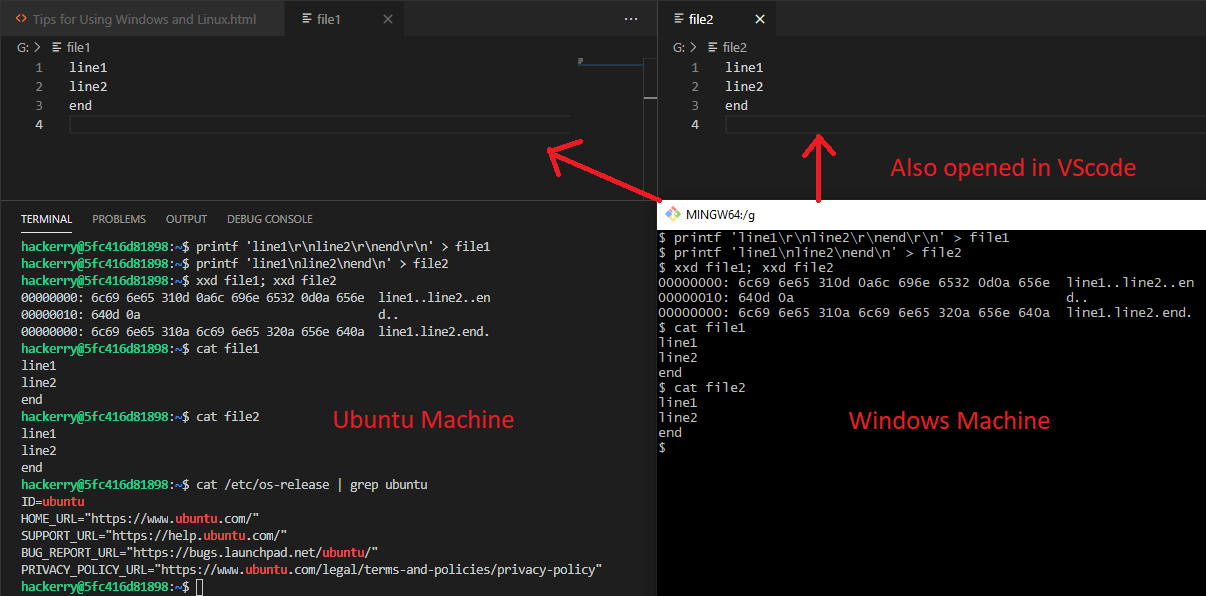 Tips for Using Windows and Linux.html
file1
G: > file1
1 line1
2 line2
3 end
4
file2
G: > file2
1 line1
2 line2
3 end
4
Also opened in VScode
TERMINAL PROBLEMS OUTPUT DEBUG CONSOLE
hackerry@5fc416d81898:~$ printf 'line1\r\nline2\r\nend\r\n' > file1
hackerry@5fc416d81898:~$ printf 'line1\nline2\nend\n' > file2
hackerry@5fc416d81898:~$ xxd file1; xxd file2
00000000: 6c69 6e65 310d 0a6c 696e 6532 0d0a 656e  line1..line2..en
00000010: 640d 0a                                  d..
00000000: 6c69 6e65 310a 6c69 6e65 320a 656e 640a  line1.line2.end.
hackerry@5fc416d81898:~$ cat file1
line1
line2
end
hackerry@5fc416d81898:~$ cat file2
line1
line2
end
hackerry@5fc416d81898:~$ cat /etc/os-release | grep ubuntu
ID=ubuntu
HOME_URL="https://www.ubuntu.com/"
SUPPORT_URL="https://help.ubuntu.com/"
BUG_REPORT_URL="https://bugs.launchpad.net/ubuntu/"
PRIVACY_POLICY_URL="https://www.ubuntu.com/legal/terms-and-policies/privacy-policy"
hackerry@5fc416d81898:~$
Ubuntu Machine
MINGW64:/g
$ printf 'line1\r\nline2\r\nend\r\n' > file1
$ printf 'line1\nline2\nend\n' > file2
$ xxd file1; xxd file2
00000000: 6c69 6e65 310d 0a6c 696e 6532 0d0a 656e  line1..line2..en
00000010: 640d 0a                                  d..
00000000: 6c69 6e65 310a 6c69 6e65 320a 656e 640a  line1.line2.end.
$ cat file1
line1
line2
end
$ cat file2
line1
line2
end
$
Windows Machine